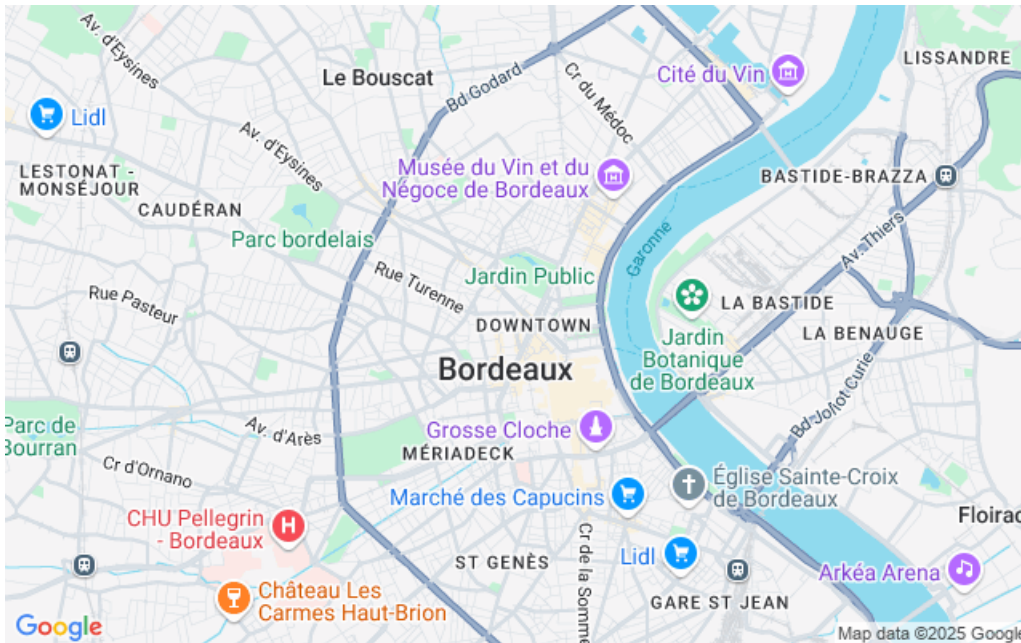 Av. d'Eysines
Le Bouscat
Bd Godard
Cr du Médoc
Cité du Vin
LISSANDRE
Lidl
Av. d'Eysines
LESTONAT -
MONSÉJOUR
Musée du Vin et du
Négoce de Bordeaux
BASTIDE-BRAZZA
CAUDÉRAN
Parc bordelais
Garonne
Av. Thiers
Rue Turenne
Jardin Public
Rue Pasteur
LA BASTIDE
DOWNTOWN
LA BENAUGE
Jardin
Botanique
de Bordeaux
Bordeaux
Bd Joliot Curie
Parc de
Bourran
Av. d'Arès
Grosse Cloche
MÉRIADECK
Cr d'Ornano
Église Sainte-Croix
de Bordeaux
Marché des Capucins
CHU Pellegrin
- Bordeaux
Floirac
Cr de la Somme
ST GENÈS
Lidl
Arkéa Arena
Château Les
Carmes Haut-Brion
GARE ST JEAN
Google
Map data ©2025 Google